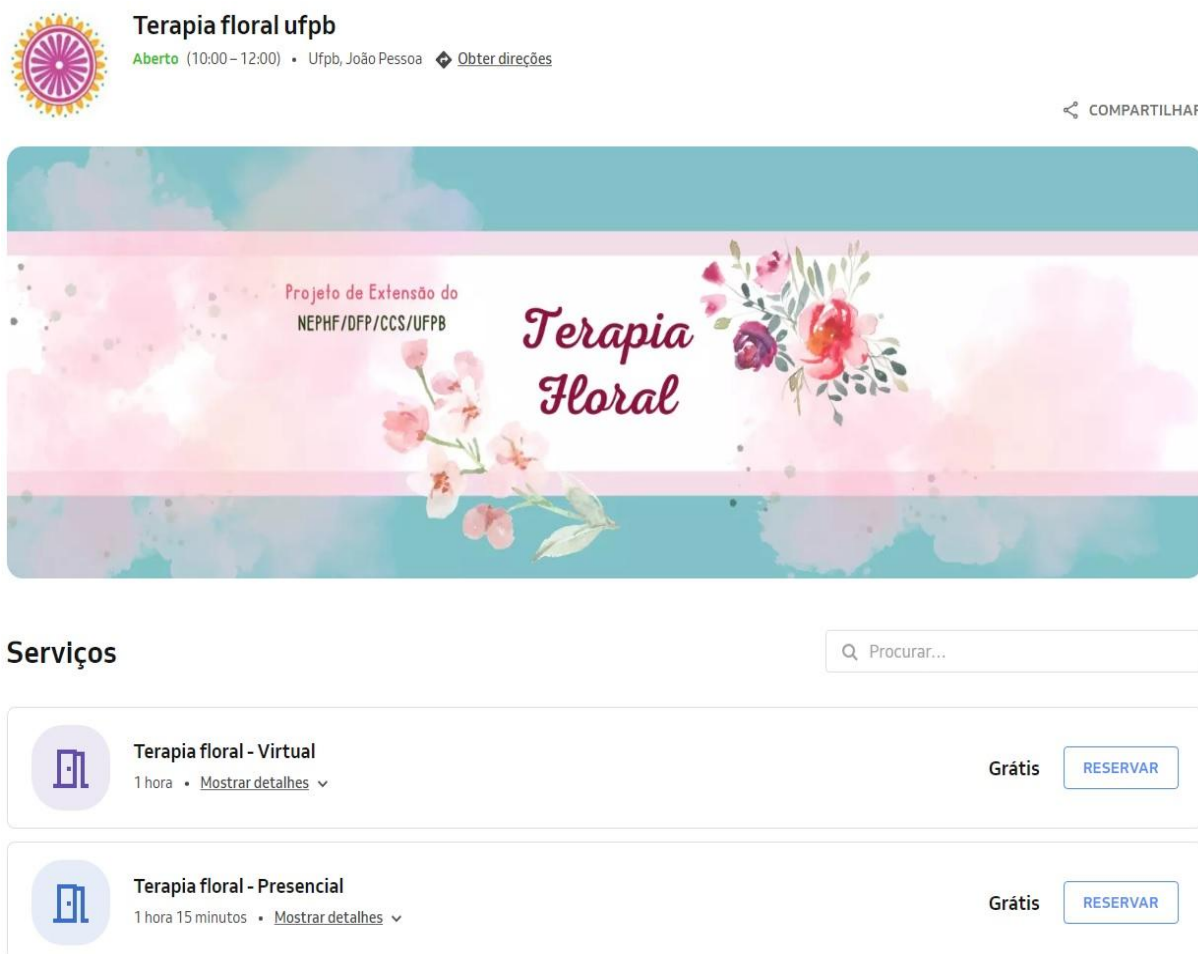 Terapia floral ufpb
Aberto (10:00 – 12:00) • Ufpb, João Pessoa Obter direções
COMPARTILHAR
Projeto de Extensão do
NEPHF/DFP/CCS/UFPB
Terapia
Floral
Serviços
Procurar...
Terapia floral - Virtual
1 hora • Mostrar detalhes
Grátis RESERVAR
Terapia floral - Presencial
1 hora 15 minutos • Mostrar detalhes
Grátis RESERVAR